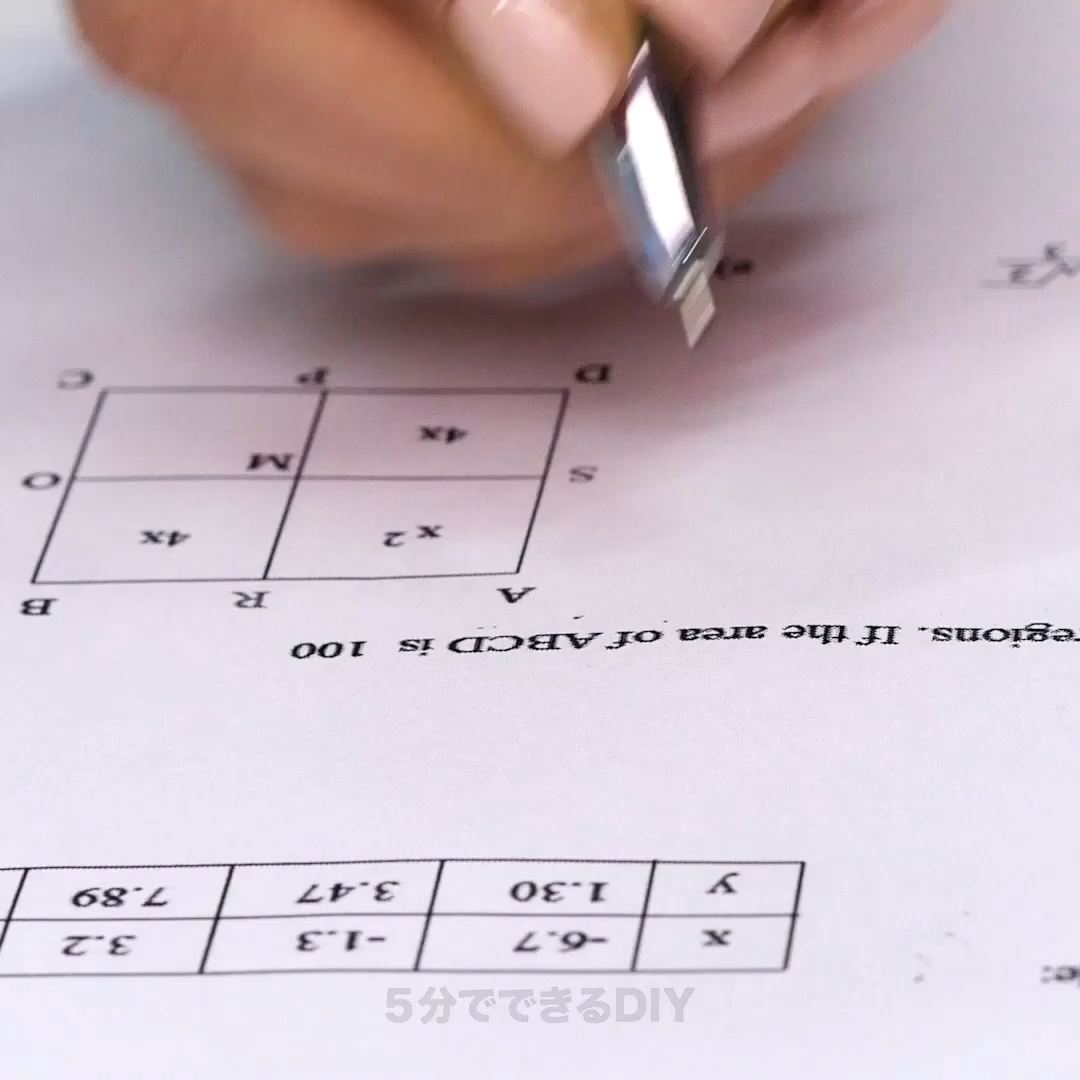 x -6.7 -1.3 3.2
y 1.30 3.47 7.89
egions. If the area of ABCD is 100
A R B
x 2 4x
S M O
4x
D P C
5分でできるDIY